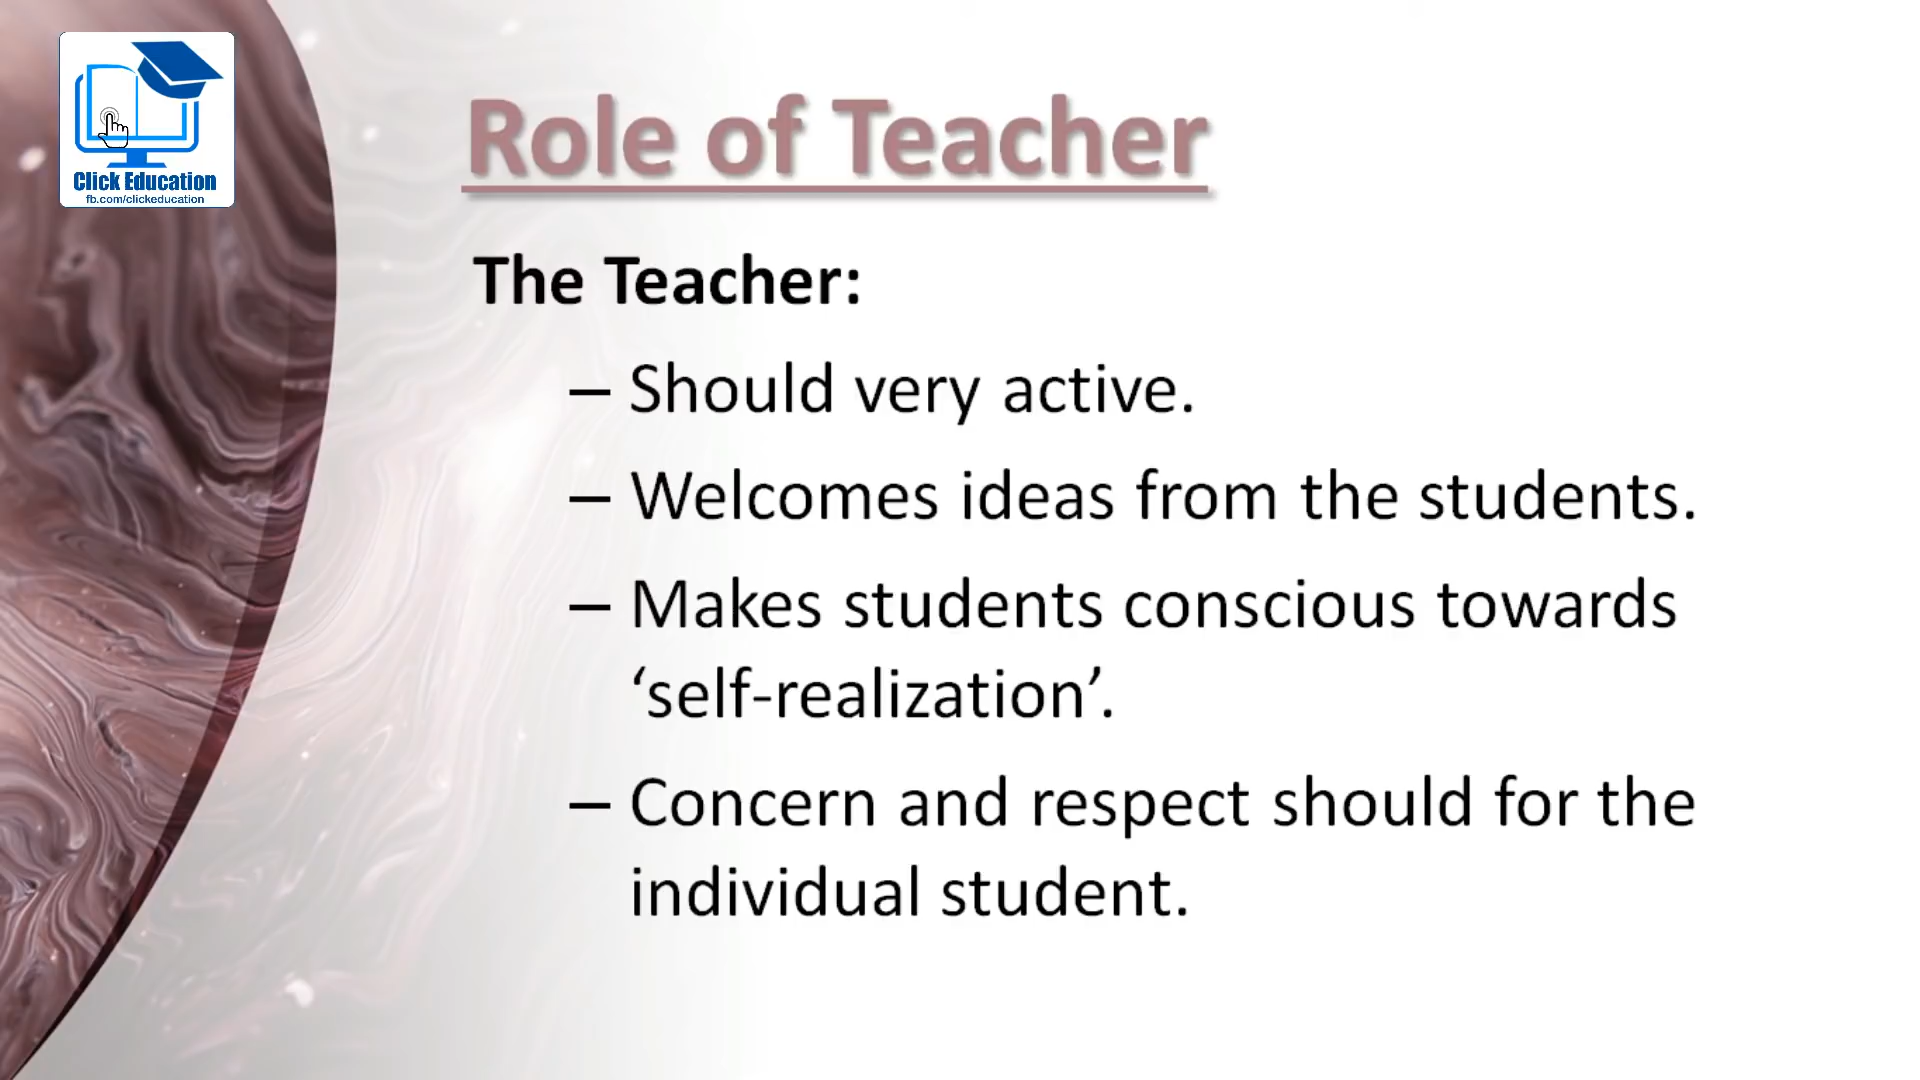 Click Education
fb.com/clickeducation
Role of Teacher
The Teacher:
– Should very active.
– Welcomes ideas from the students.
– Makes students conscious towards
‘self-realization’.
– Concern and respect should for the
individual student.